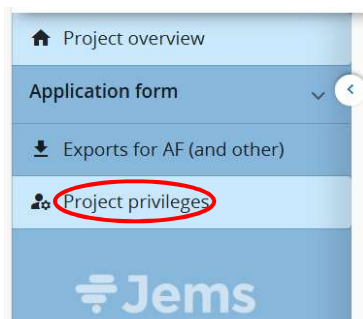 Project overview
Application form
Exports for AF (and other)
Project privileges
Jems